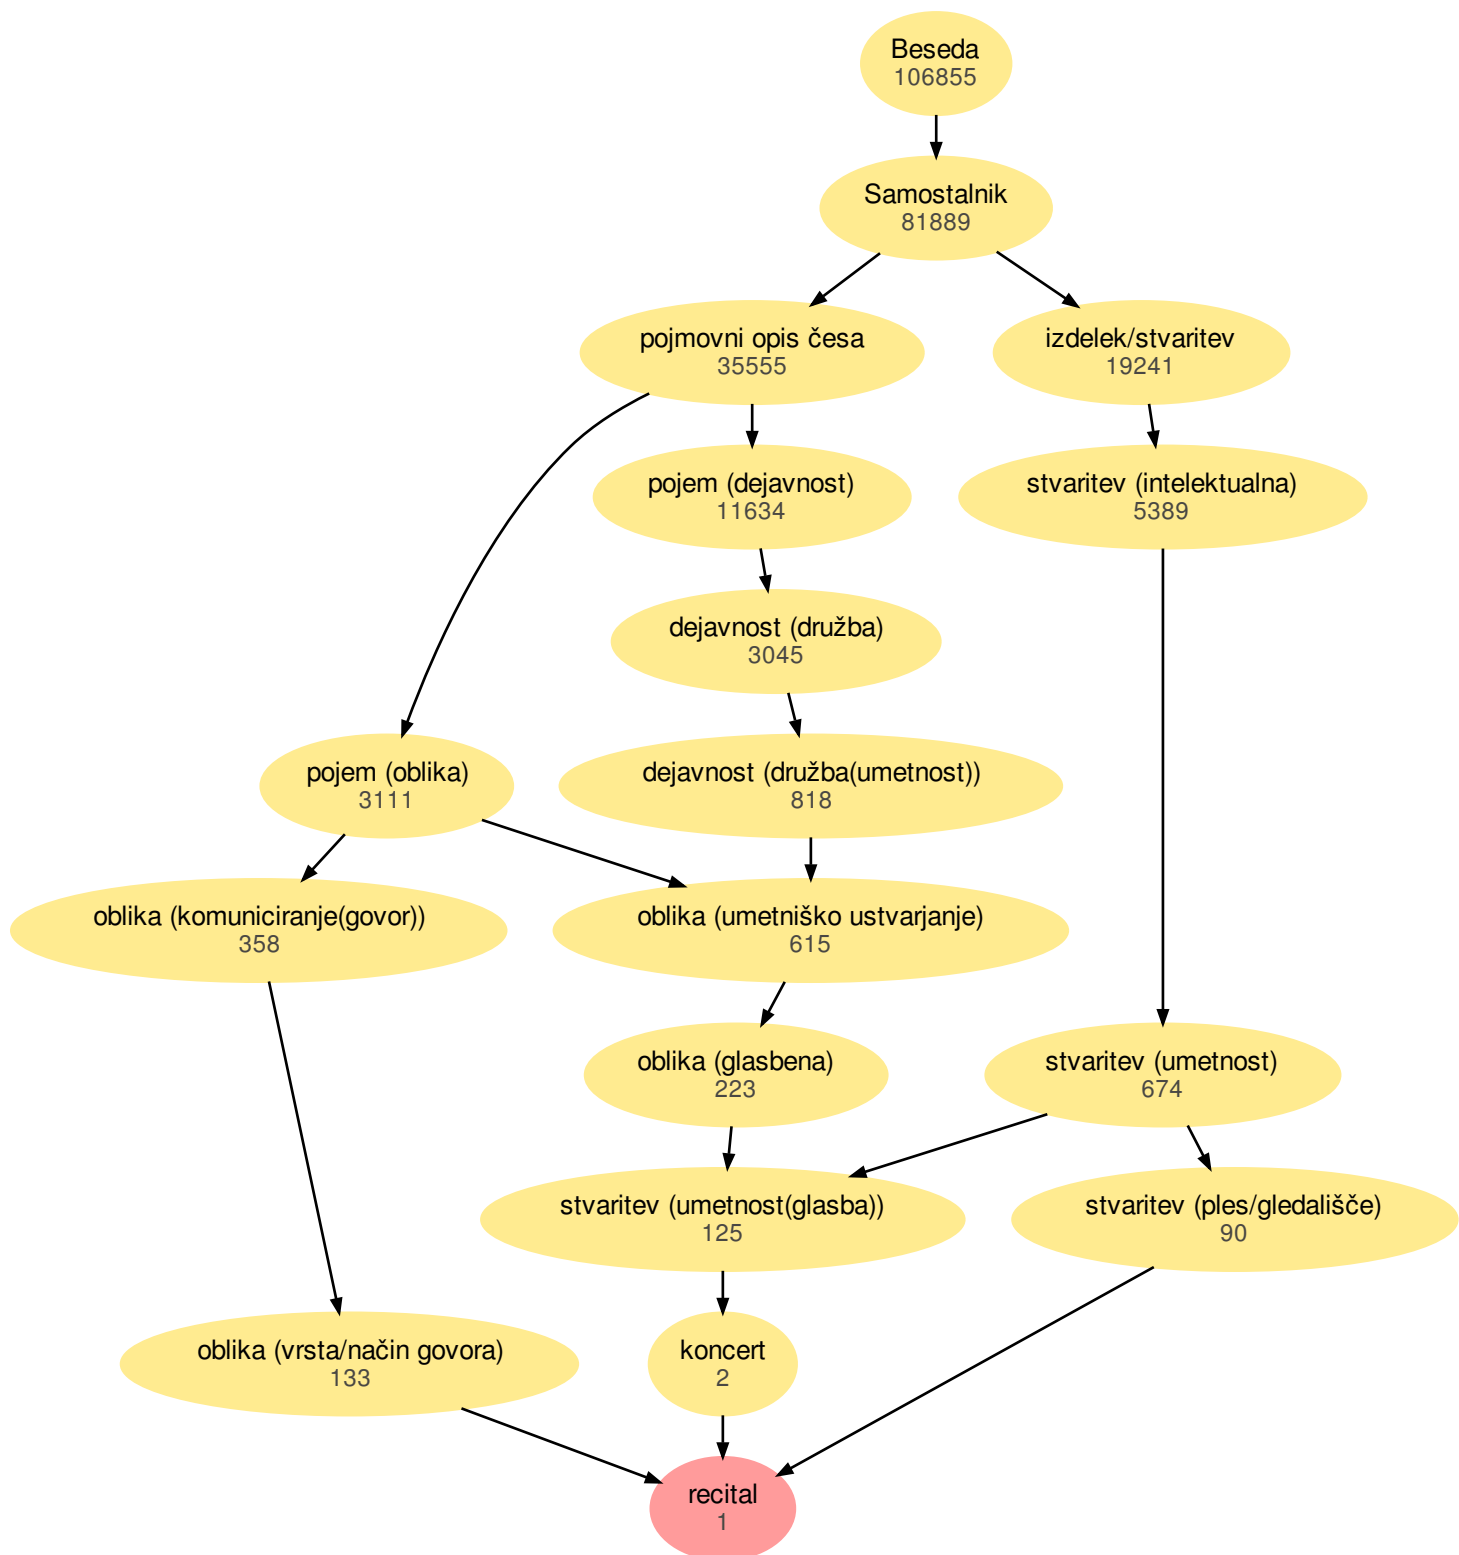 Beseda
106855
Samostalnik
81889
pojmovni opis česa
35555
izdelek/stvaritev
19241
pojem (dejavnost)
11634
stvaritev (intelektualna)
5389
dejavnost (družba)
3045
pojem (oblika)
3111
dejavnost (družba(umetnost))
818
oblika (komuniciranje(govor))
358
oblika (umetniško ustvarjanje)
615
oblika (glasbena)
223
stvaritev (umetnost)
674
stvaritev (umetnost(glasba))
125
stvaritev (ples/gledališče)
90
oblika (vrsta/način govora)
133
koncert
2
recital
1